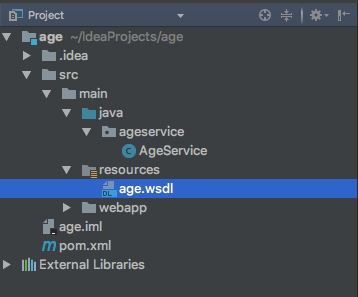 Project
age ~/IdeaProjects/age
.idea
src
main
java
ageservice
C AgeService
resources
DL age.wsdl
webapp
age.iml
m pom.xml
External Libraries